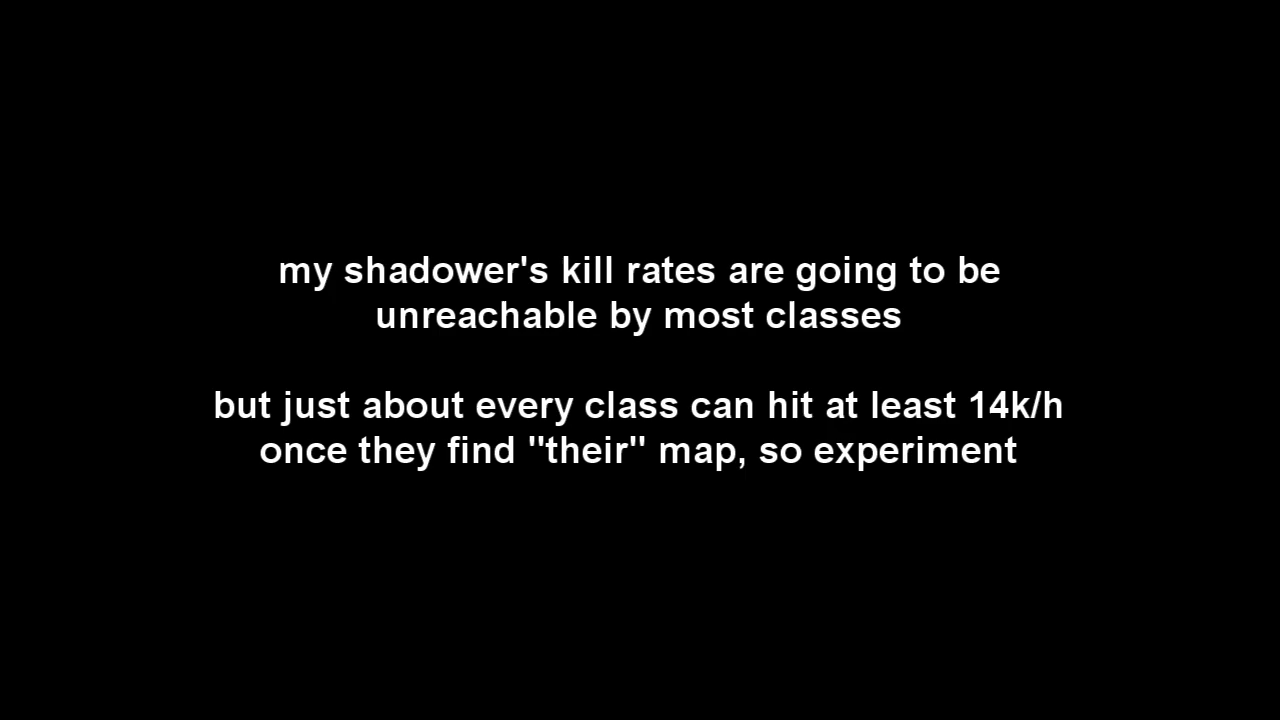 my shadower's kill rates are going to be
unreachable by most classes
but just about every class can hit at least 14k/h
once they find "their" map, so experiment